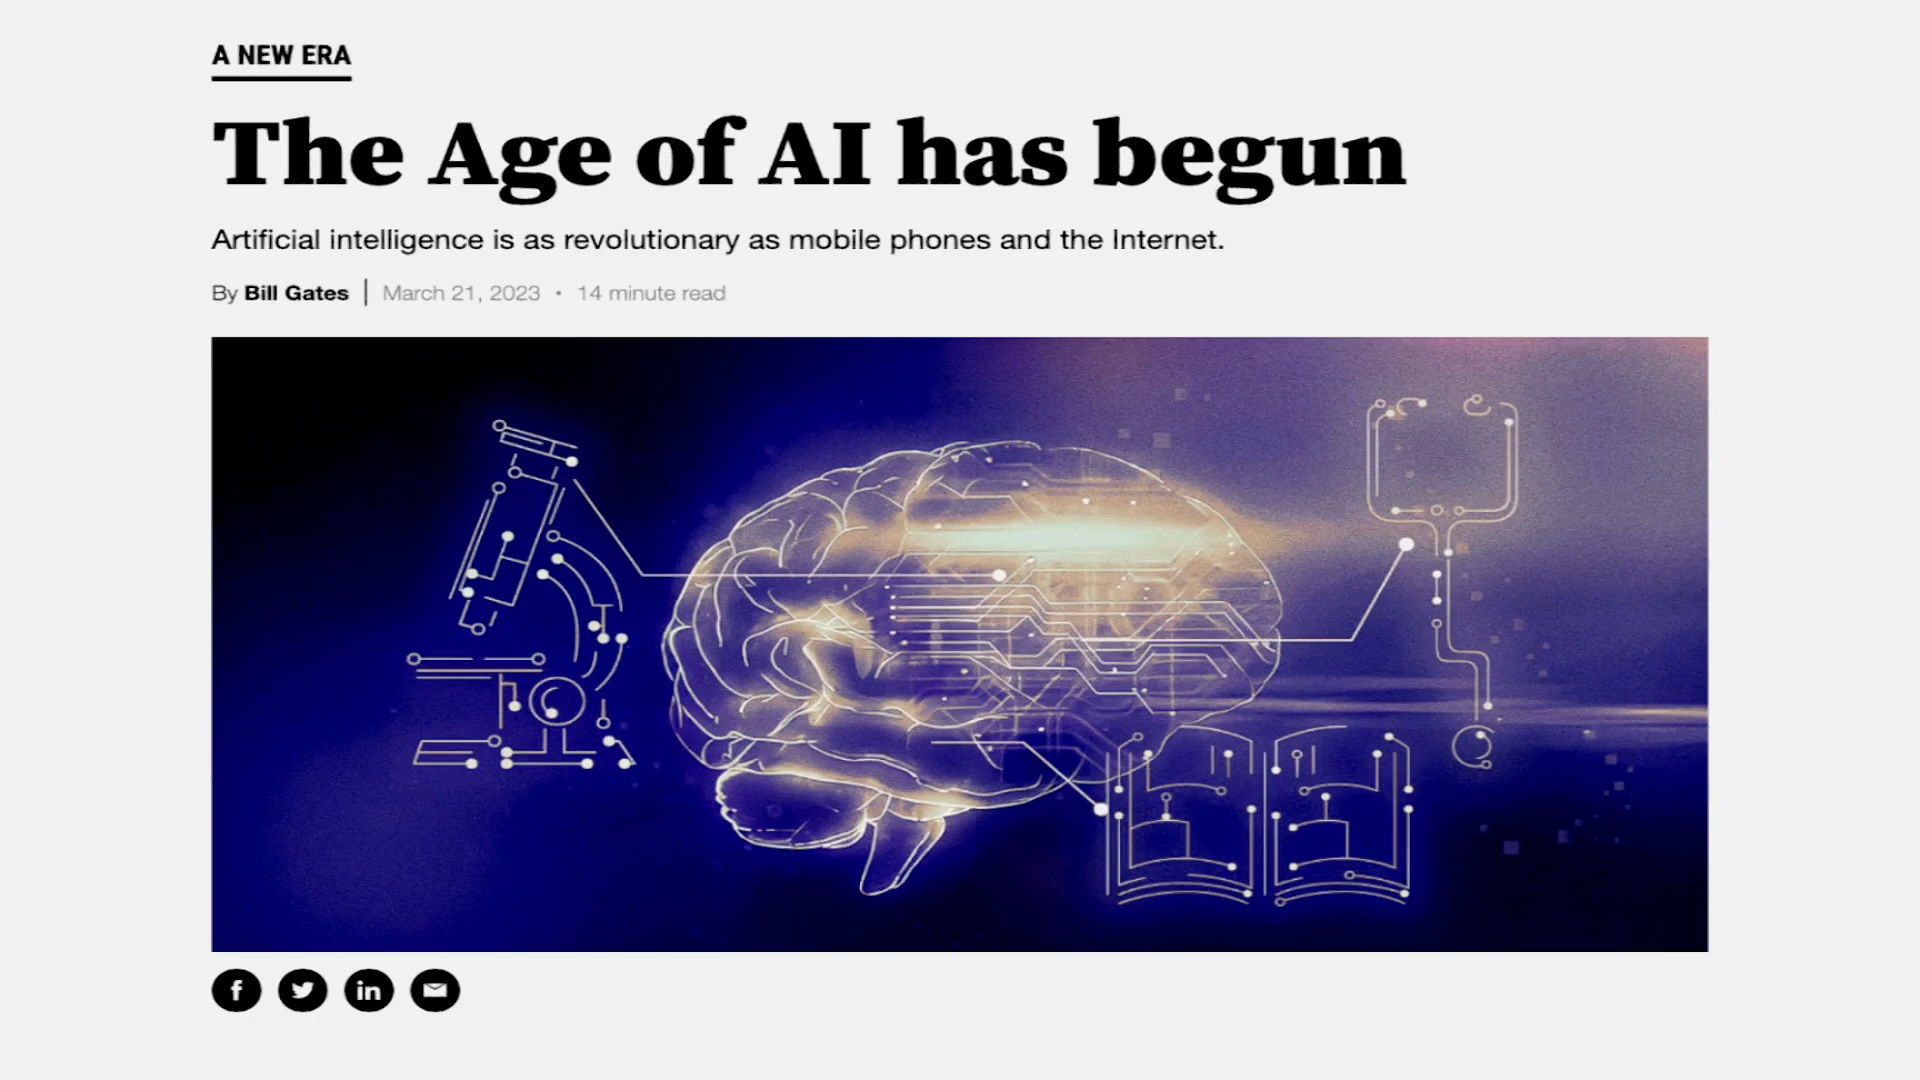 A NEW ERA
The Age of AI has begun
Artificial intelligence is as revolutionary as mobile phones and the Internet.
By Bill Gates | March 21, 2023 • 14 minute read
f in